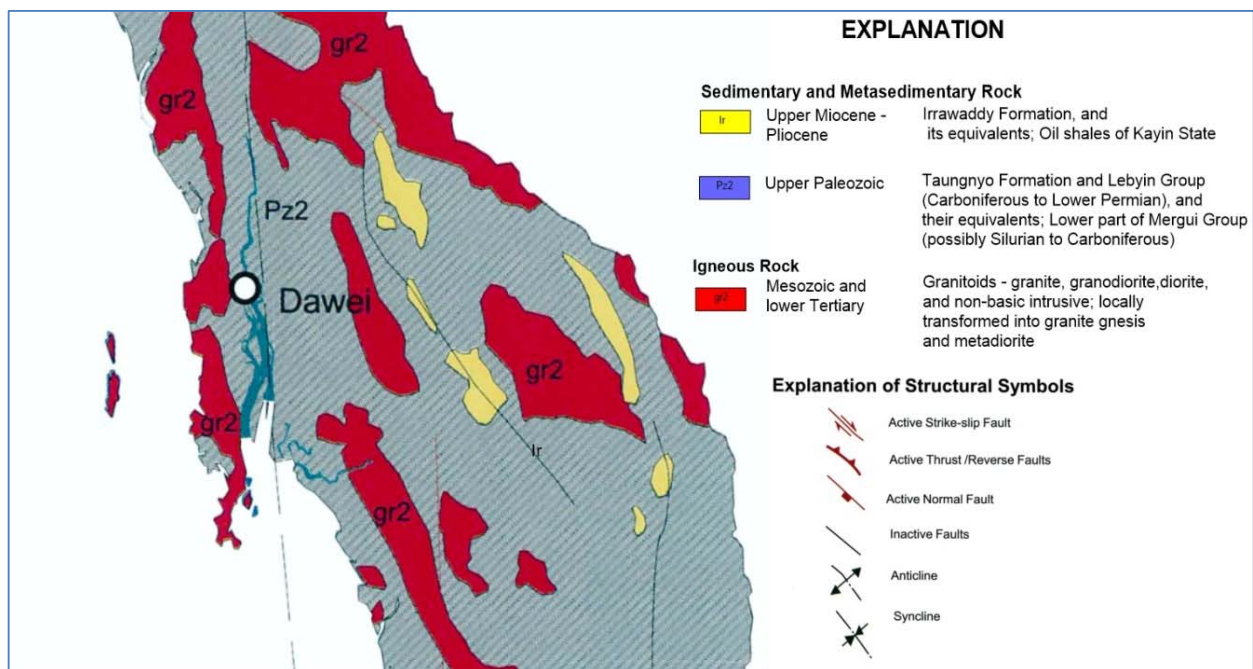 gr2
gr2
Pz2
Dawei
gr2
gr2
Ir
gr2
EXPLANATION
Sedimentary and Metasedimentary Rock
Ir
Upper Miocene -
Pliocene
Irrawaddy Formation, and
its equivalents; Oil shales of Kayin State
Pz2
Upper Paleozoic
Taungnyo Formation and Lebyin Group
(Carboniferous to Lower Permian), and
their equivalents; Lower part of Mergui Group
(possibly Silurian to Carboniferous)
Igneous Rock
gr2
Mesozoic and
lower Tertiary
Granitoids - granite, granodiorite,diorite,
and non-basic intrusive; locally
transformed into granite gnesis
and metadiorite
Explanation of Structural Symbols
Active Strike-slip Fault
Active Thrust /Reverse Faults
Active Normal Fault
Inactive Faults
Anticline
Syncline